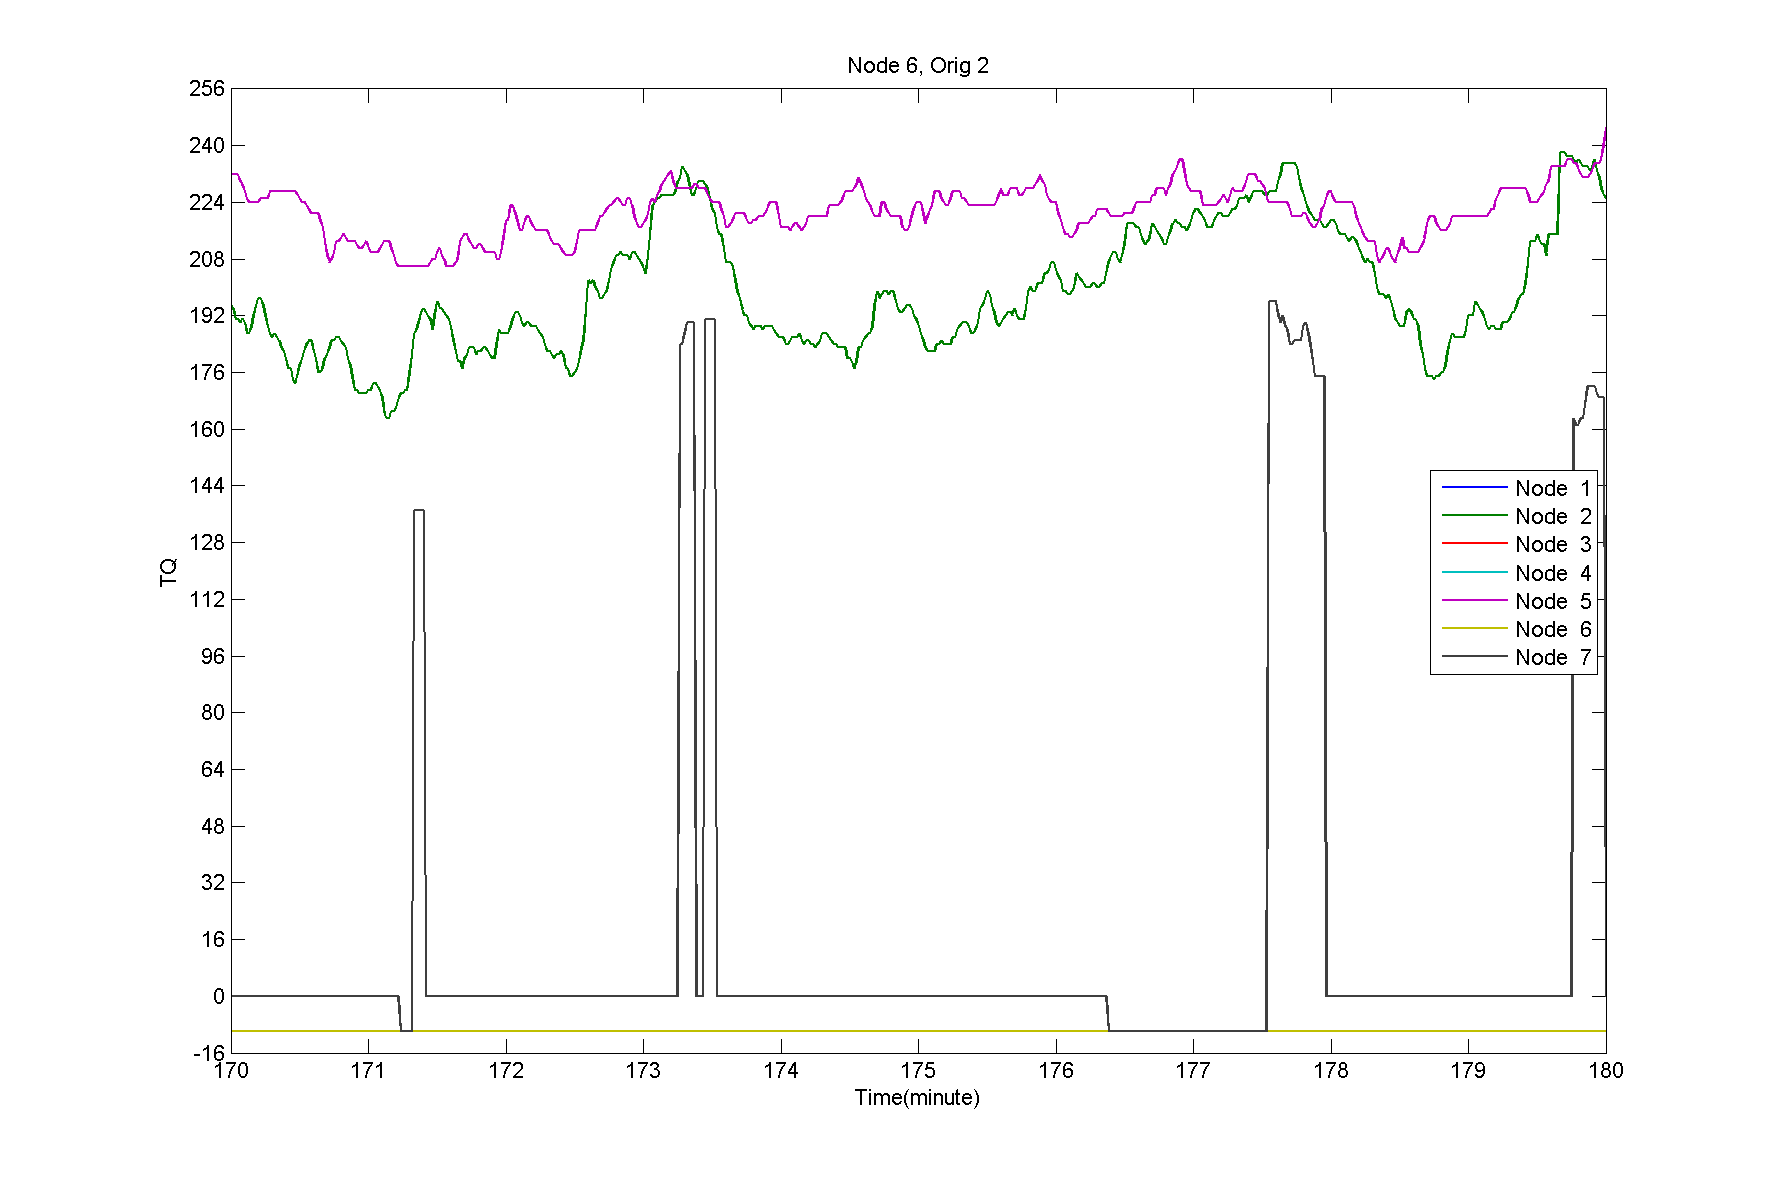 Node 6, Orig 2
256
240
224
208
192
176
160
144
128
112
96
80
64
48
32
16
0
-16
TQ
Node 1
Node 2
Node 3
Node 4
Node 5
Node 6
Node 7
170 171 172 173 174 175 176 177 178 179 180
Time(minute)